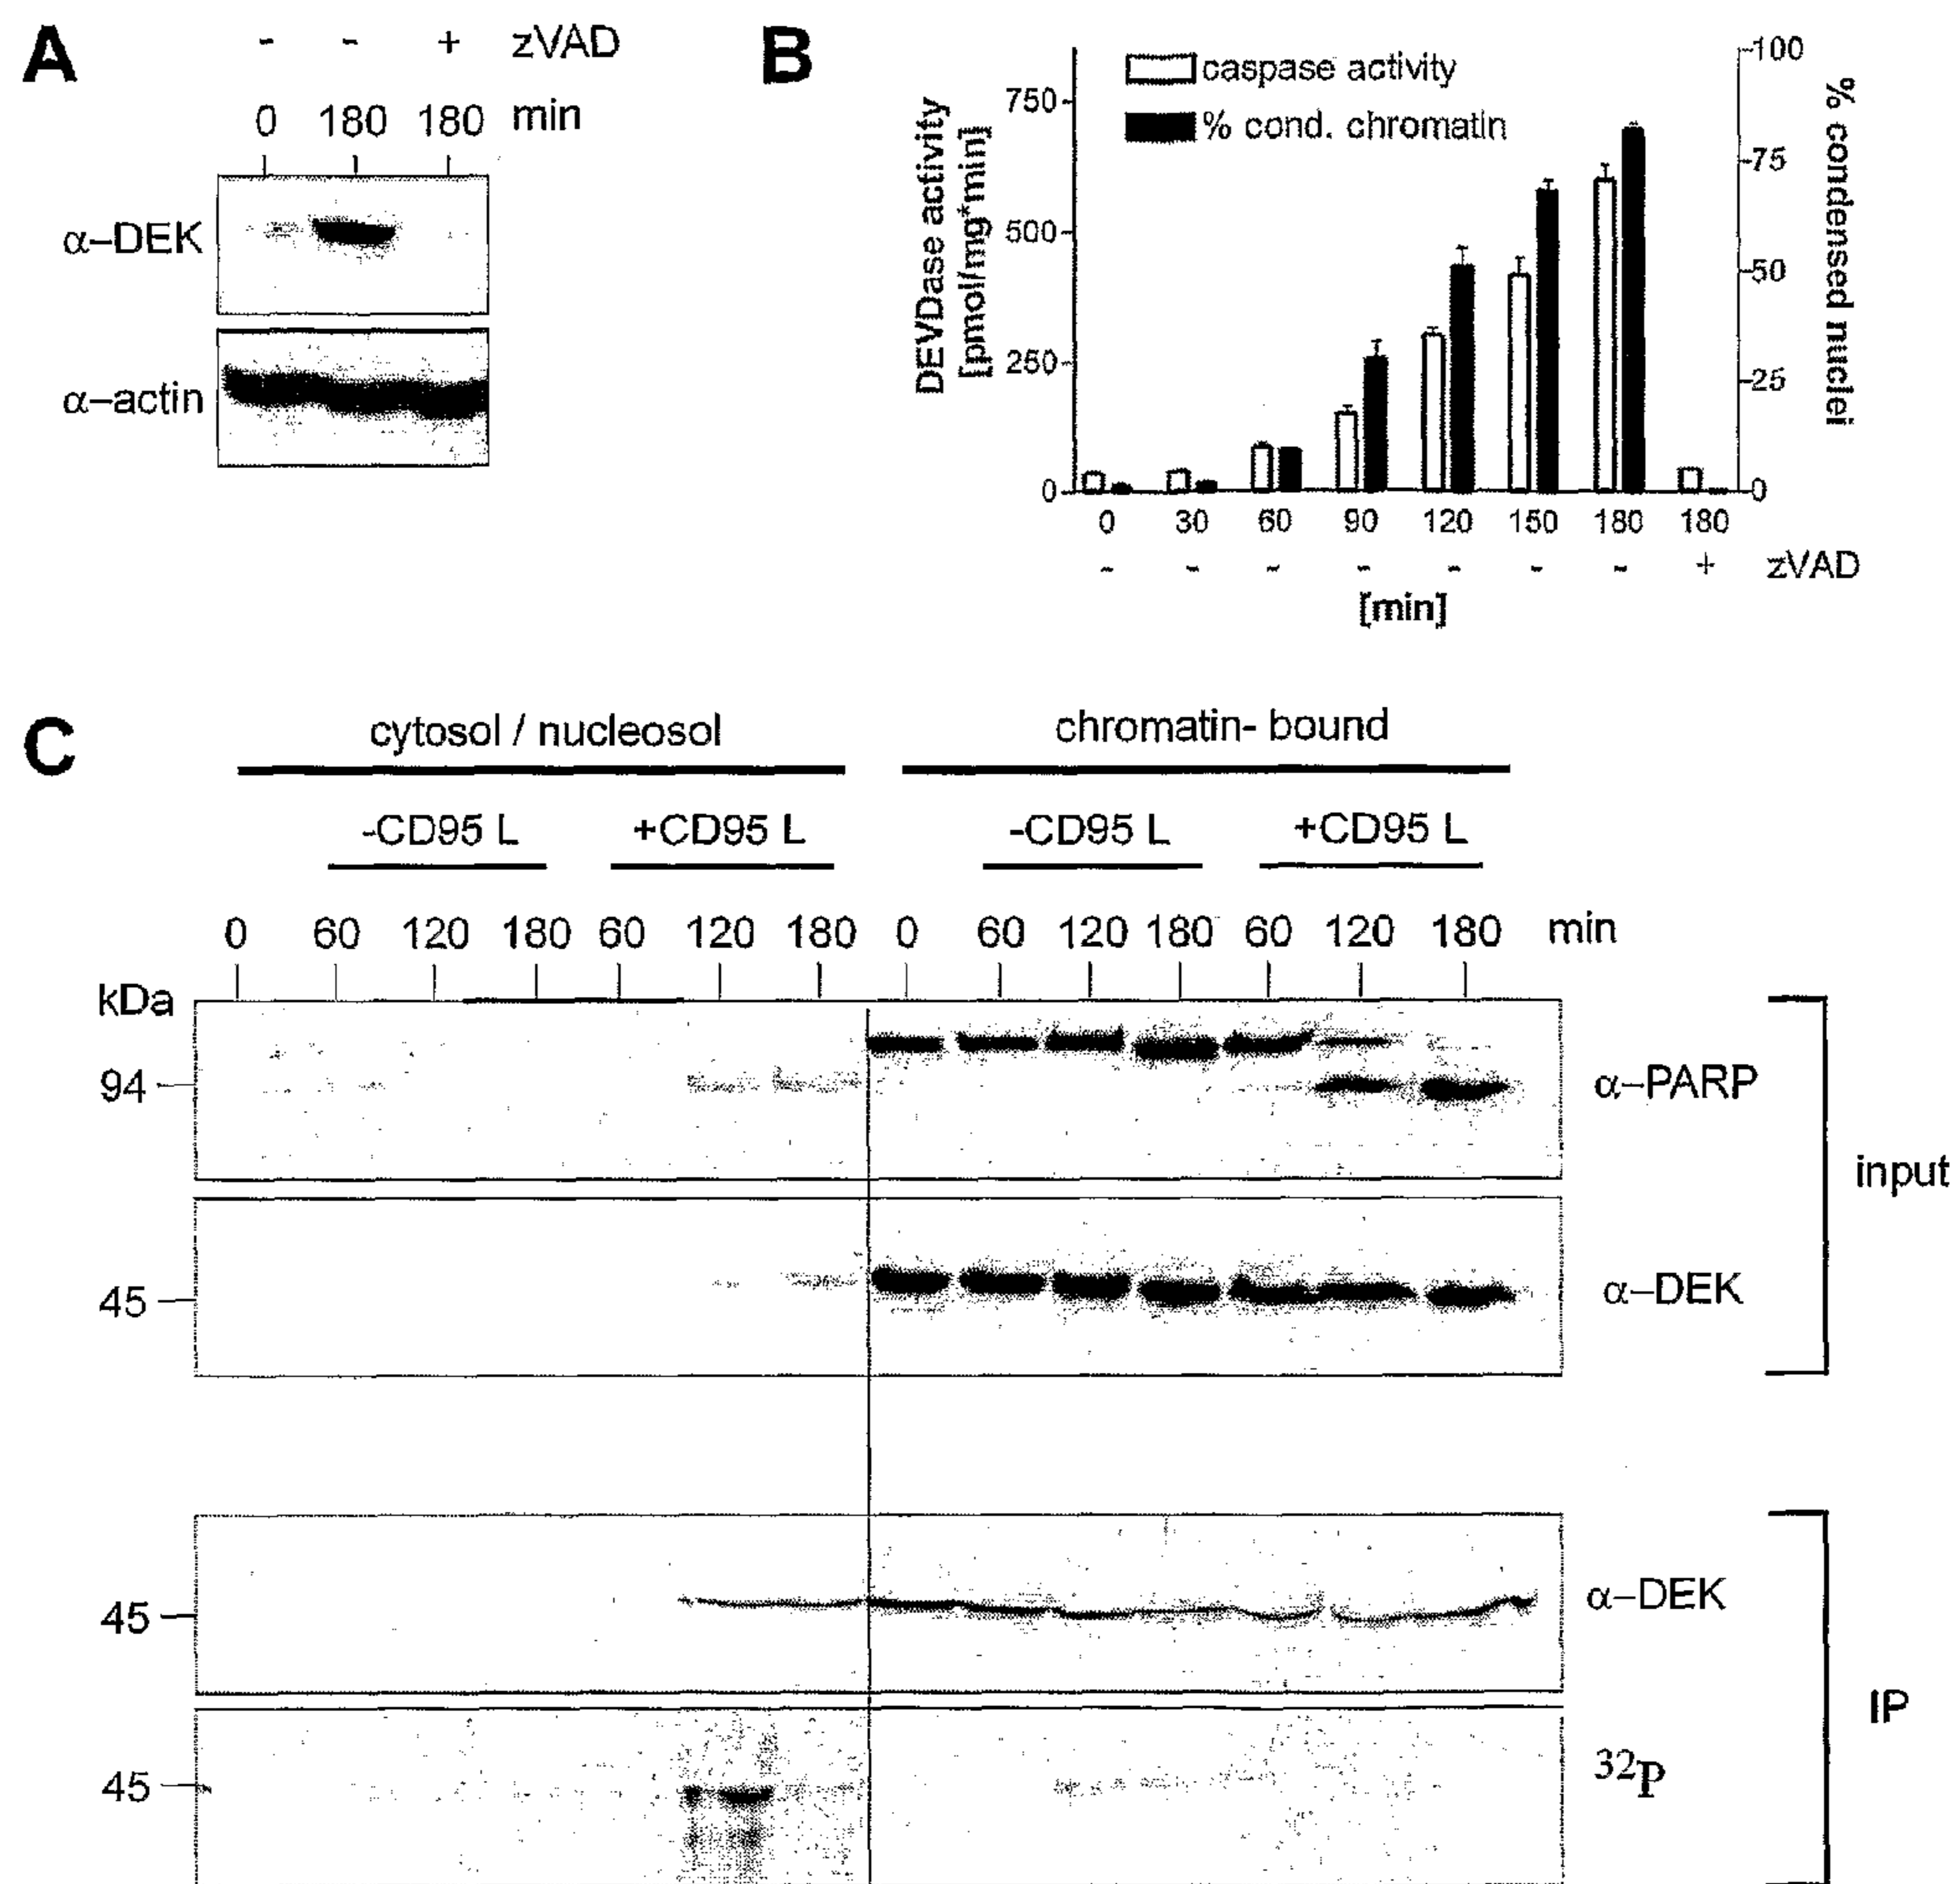 A
- - + zVAD
0 180 180 min
α–DEK
α–actin
B
caspase activity
% cond. chromatin
DEVDase activity
[pmol/mg*min]
750
500
250
0
100
75
50
25
0
% condensed nuclei
0 30 60 90 120 150 180 180
- - - - - - - + zVAD
[min]
C
cytosol / nucleosol chromatin- bound
-CD95 L +CD95 L -CD95 L +CD95 L
0 60 120 180 60 120 180 0 60 120 180 60 120 180 min
kDa
94
α–PARP
input
45
α–DEK
45
α–DEK
IP
45
32P